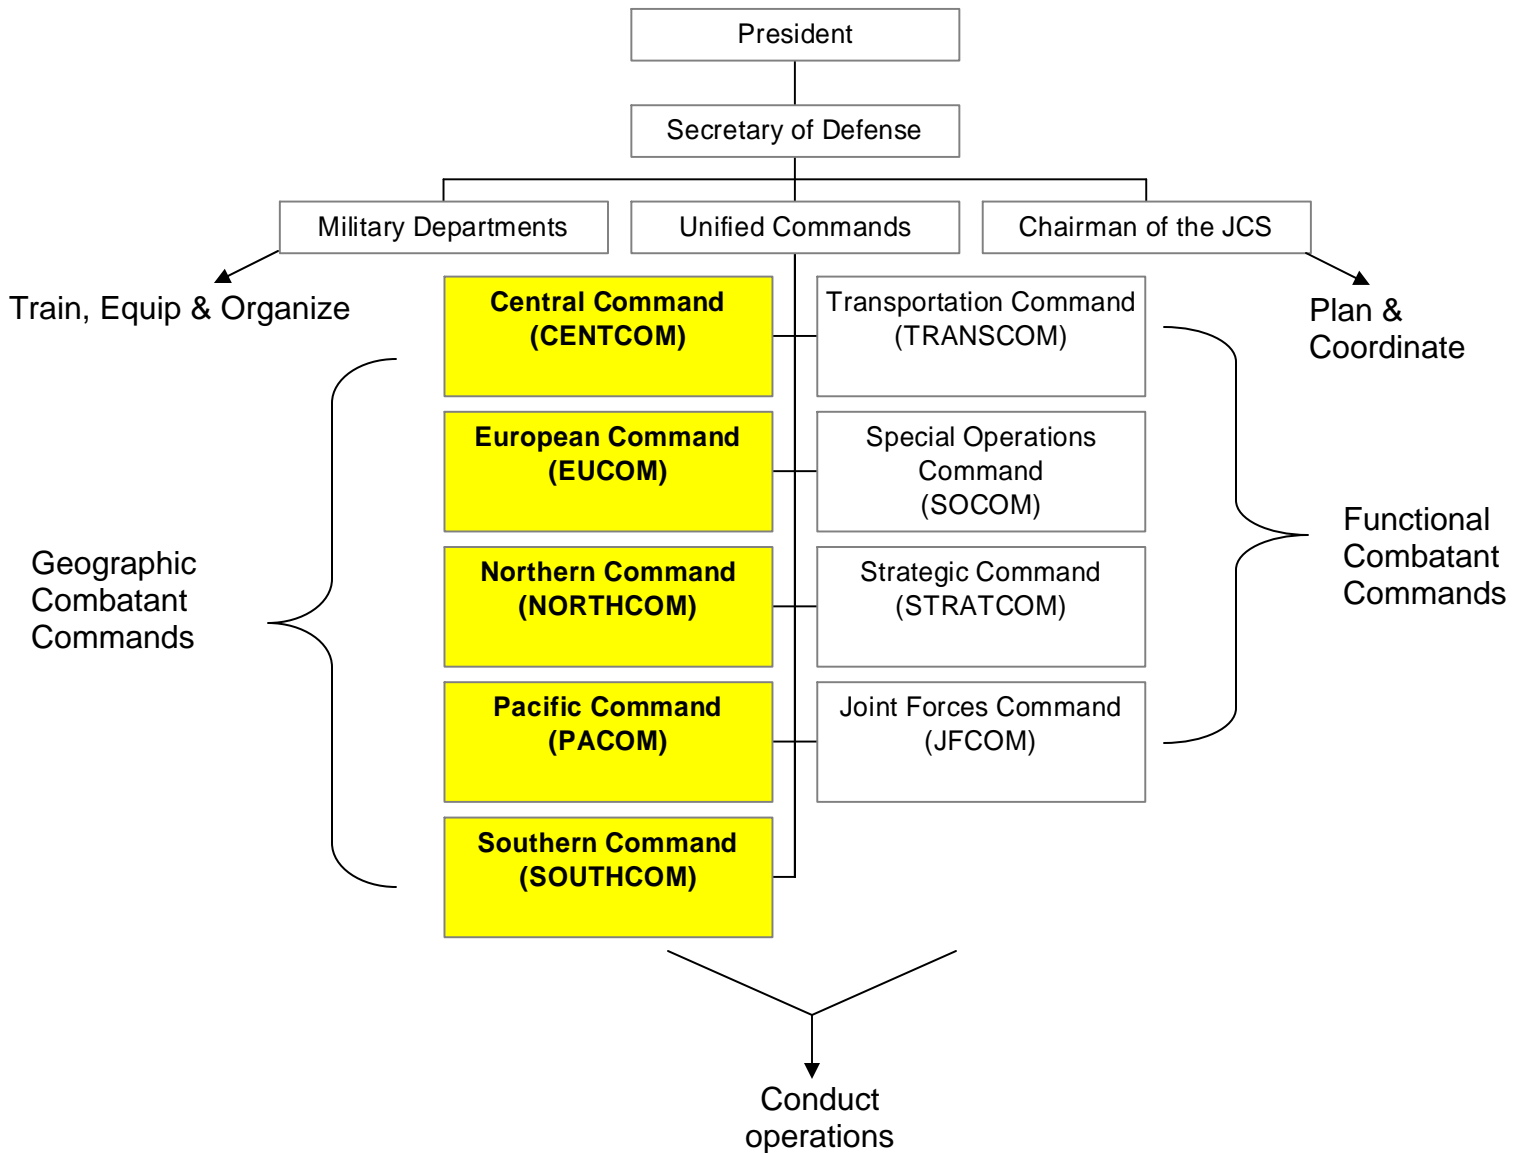 President
Secretary of Defense
Military Departments
Unified Commands
Chairman of the JCS
Train, Equip & Organize
Plan &
Coordinate
Central Command
(CENTCOM)
Transportation Command
(TRANSCOM)
European Command
(EUCOM)
Special Operations
Command
(SOCOM)
Northern Command
(NORTHCOM)
Strategic Command
(STRATCOM)
Pacific Command
(PACOM)
Joint Forces Command
(JFCOM)
Southern Command
(SOUTHCOM)
Geographic
Combatant
Commands
Functional
Combatant
Commands
Conduct
operations